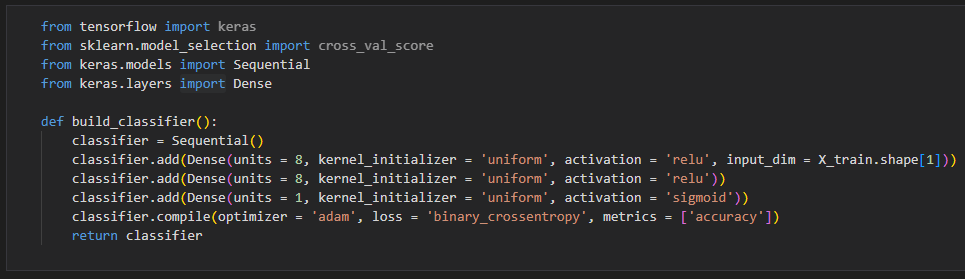 from tensorflow import keras
from sklearn.model_selection import cross_val_score
from keras.models import Sequential
from keras.layers import Dense

def build_classifier():
    classifier = Sequential()
    classifier.add(Dense(units = 8, kernel_initializer = 'uniform', activation = 'relu', input_dim = X_train.shape[1]))
    classifier.add(Dense(units = 8, kernel_initializer = 'uniform', activation = 'relu'))
    classifier.add(Dense(units = 1, kernel_initializer = 'uniform', activation = 'sigmoid'))
    classifier.compile(optimizer = 'adam', loss = 'binary_crossentropy', metrics = ['accuracy'])
    return classifier